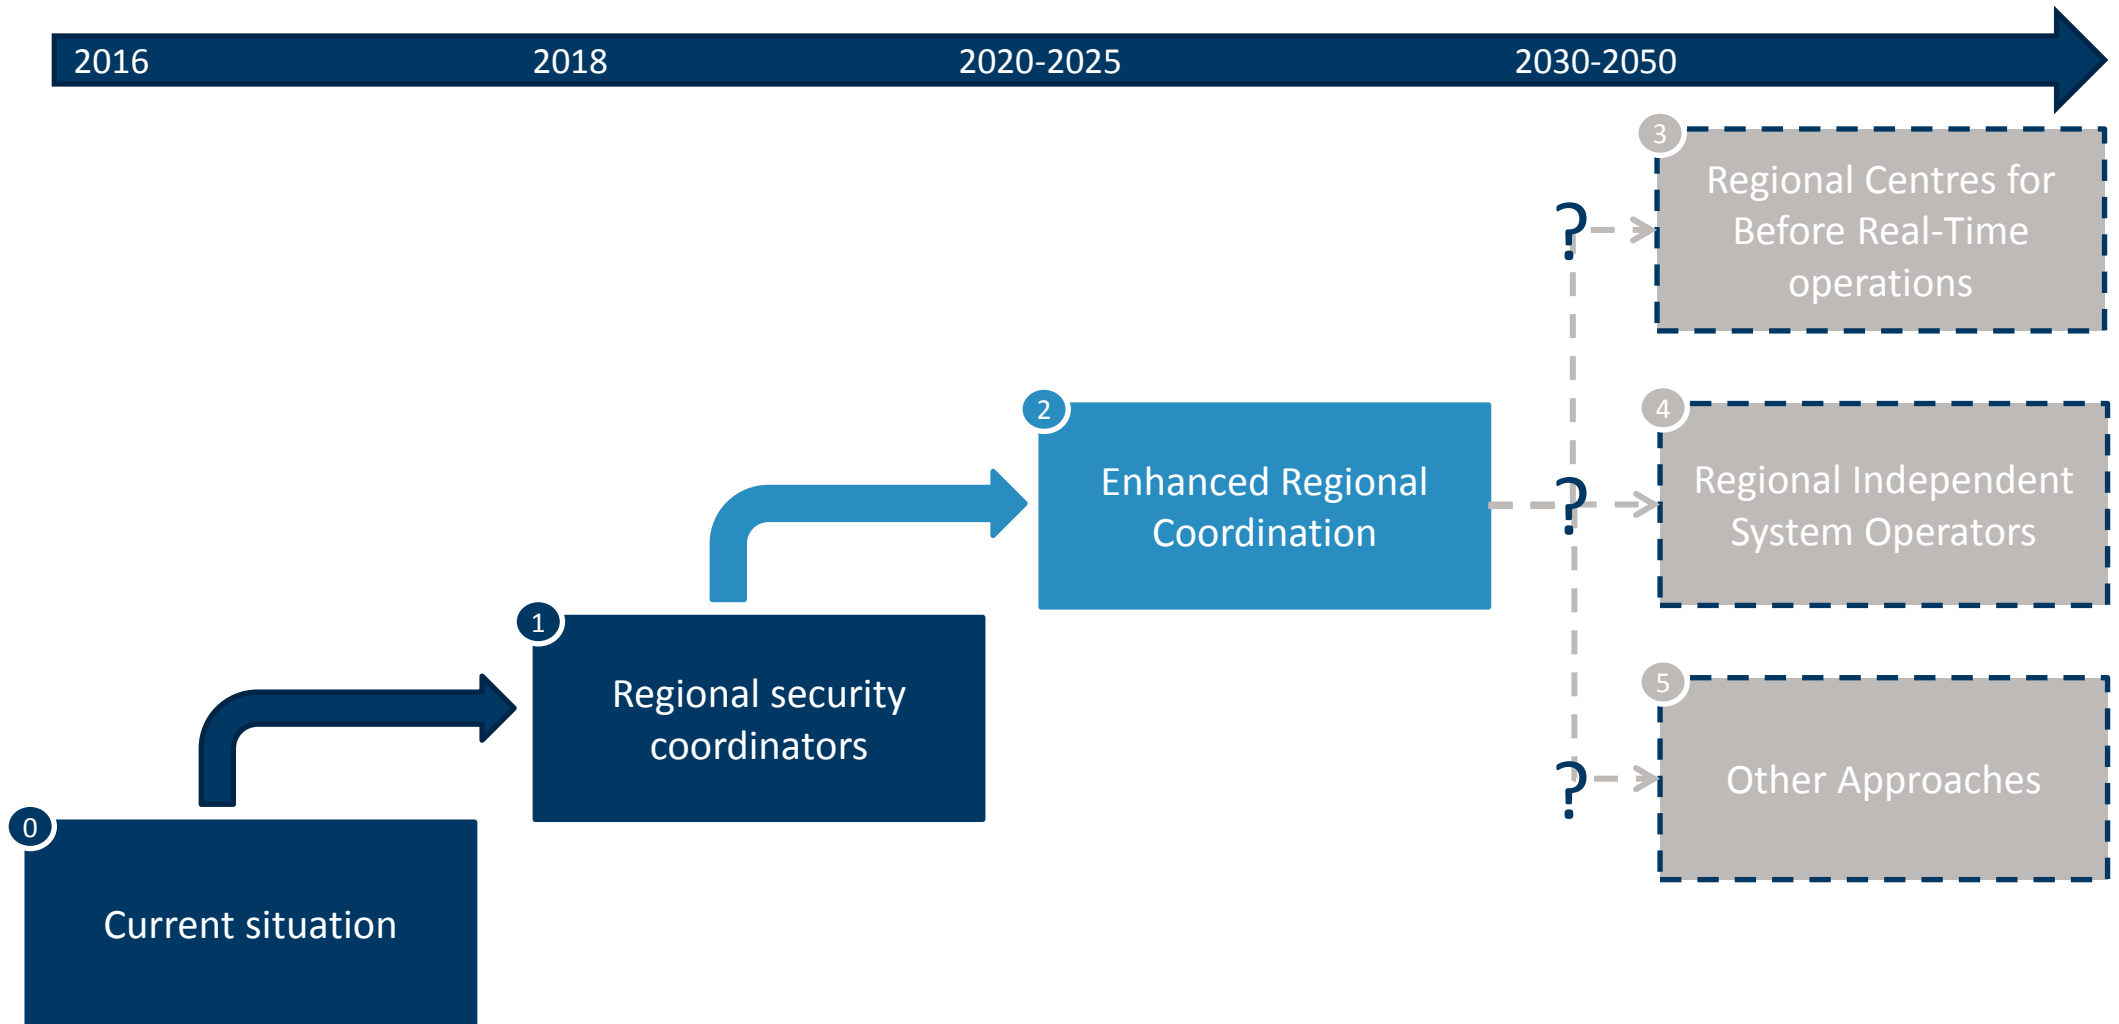 2016 2018 2020-2025 2030-2050
3
Regional Centres for
Before Real-Time
operations
?
2
Enhanced Regional
Coordination
?
4
Regional Independent
System Operators
1
Regional security
coordinators
5
Other Approaches
?
0
Current situation